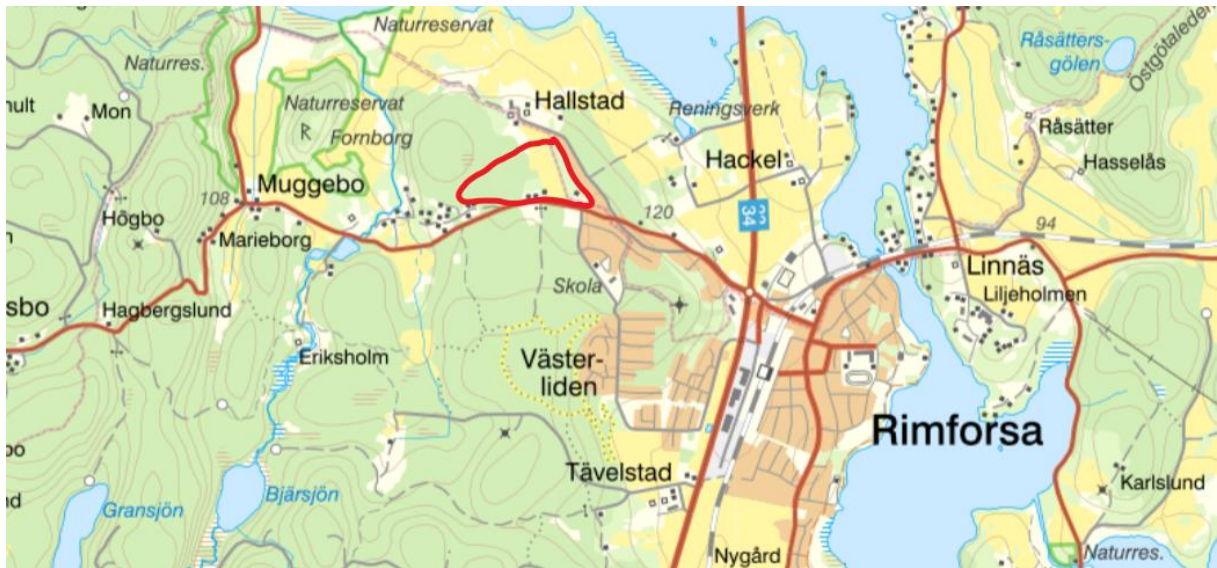 Naturreservat
Naturres.
Råsätters-
gölen
Östgötaleden
Mon
Naturreservat
R
Fornborg
Hallstad
Reningsverk
Råsätter
Hackel
Hasselås
Muggebo
108
Högbo
Marieborg
120
34
94
Linnäs
Liljeholmen
Skola
Hagbergslund
Eriksholm
Väster-
liden
Rimforsa
Tävelstad
Karlslund
Gransjön
Bjärsjön
Nygård
Naturres.